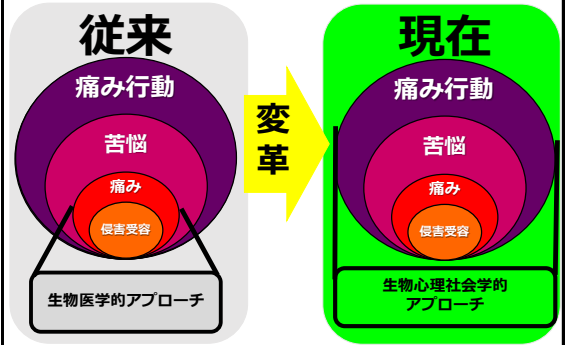 従来
痛み行動
苦悩
痛み
侵害受容
生物医学的アプローチ
変
革
現在
痛み行動
苦悩
痛み
侵害受容
生物心理社会学的
アプローチ